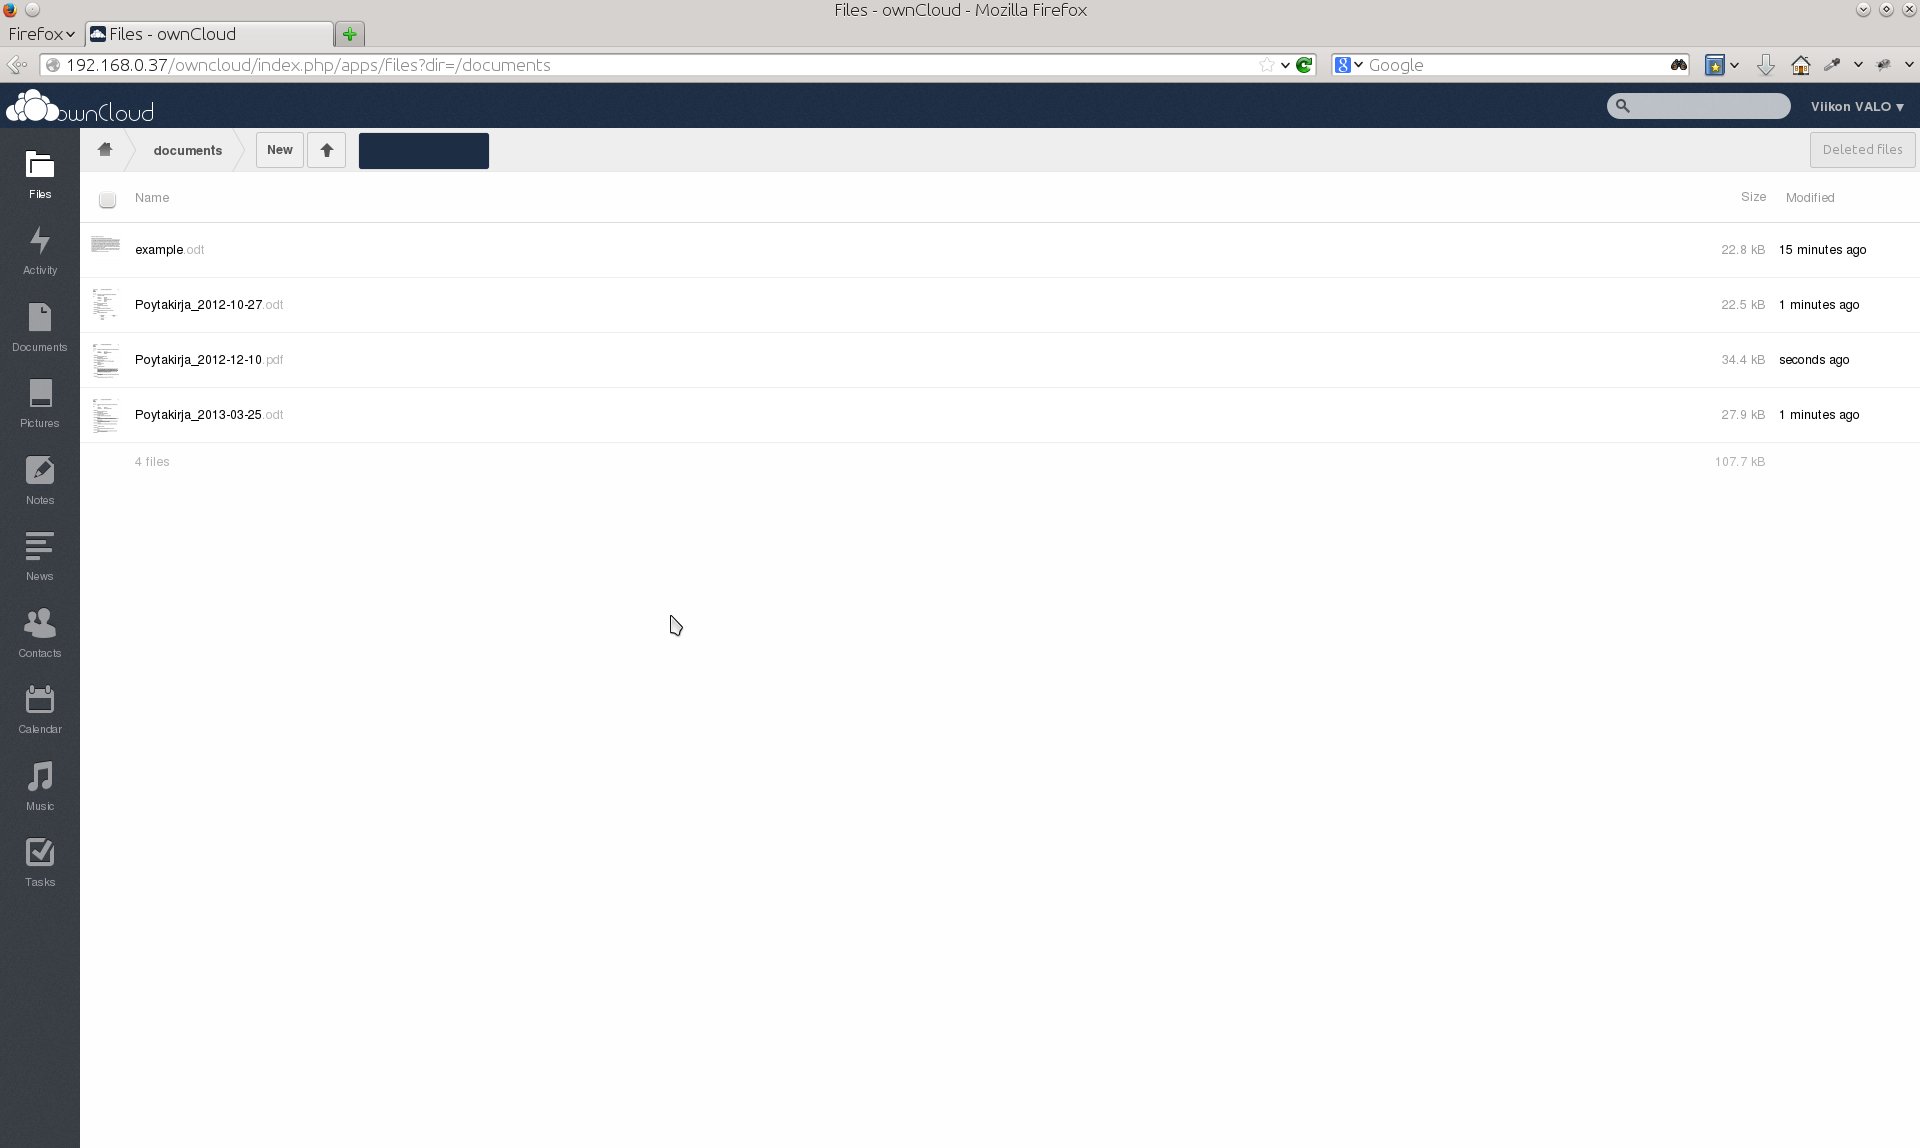 Files - ownCloud - Mozilla Firefox
Firefox
Files - ownCloud
192.168.0.37/owncloud/index.php/apps/files?dir=/documents
Google
ownCloud
Viikon VALO
documents
New
Deleted files
Name Size Modified
example.odt 22.8 kB 15 minutes ago
Poytakirja_2012-10-27.odt 22.5 kB 1 minutes ago
Poytakirja_2012-12-10.pdf 34.4 kB seconds ago
Poytakirja_2013-03-25.odt 27.9 kB 1 minutes ago
4 files 107.7 kB
Files
Activity
Documents
Pictures
Notes
News
Contacts
Calendar
Music
Tasks